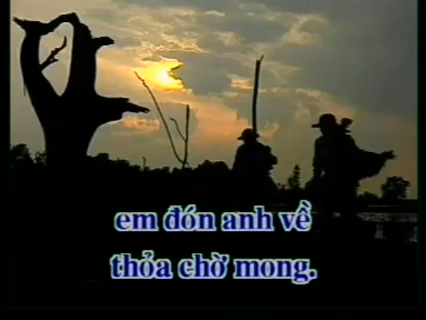 em đón anh về
thỏa chờ mong.